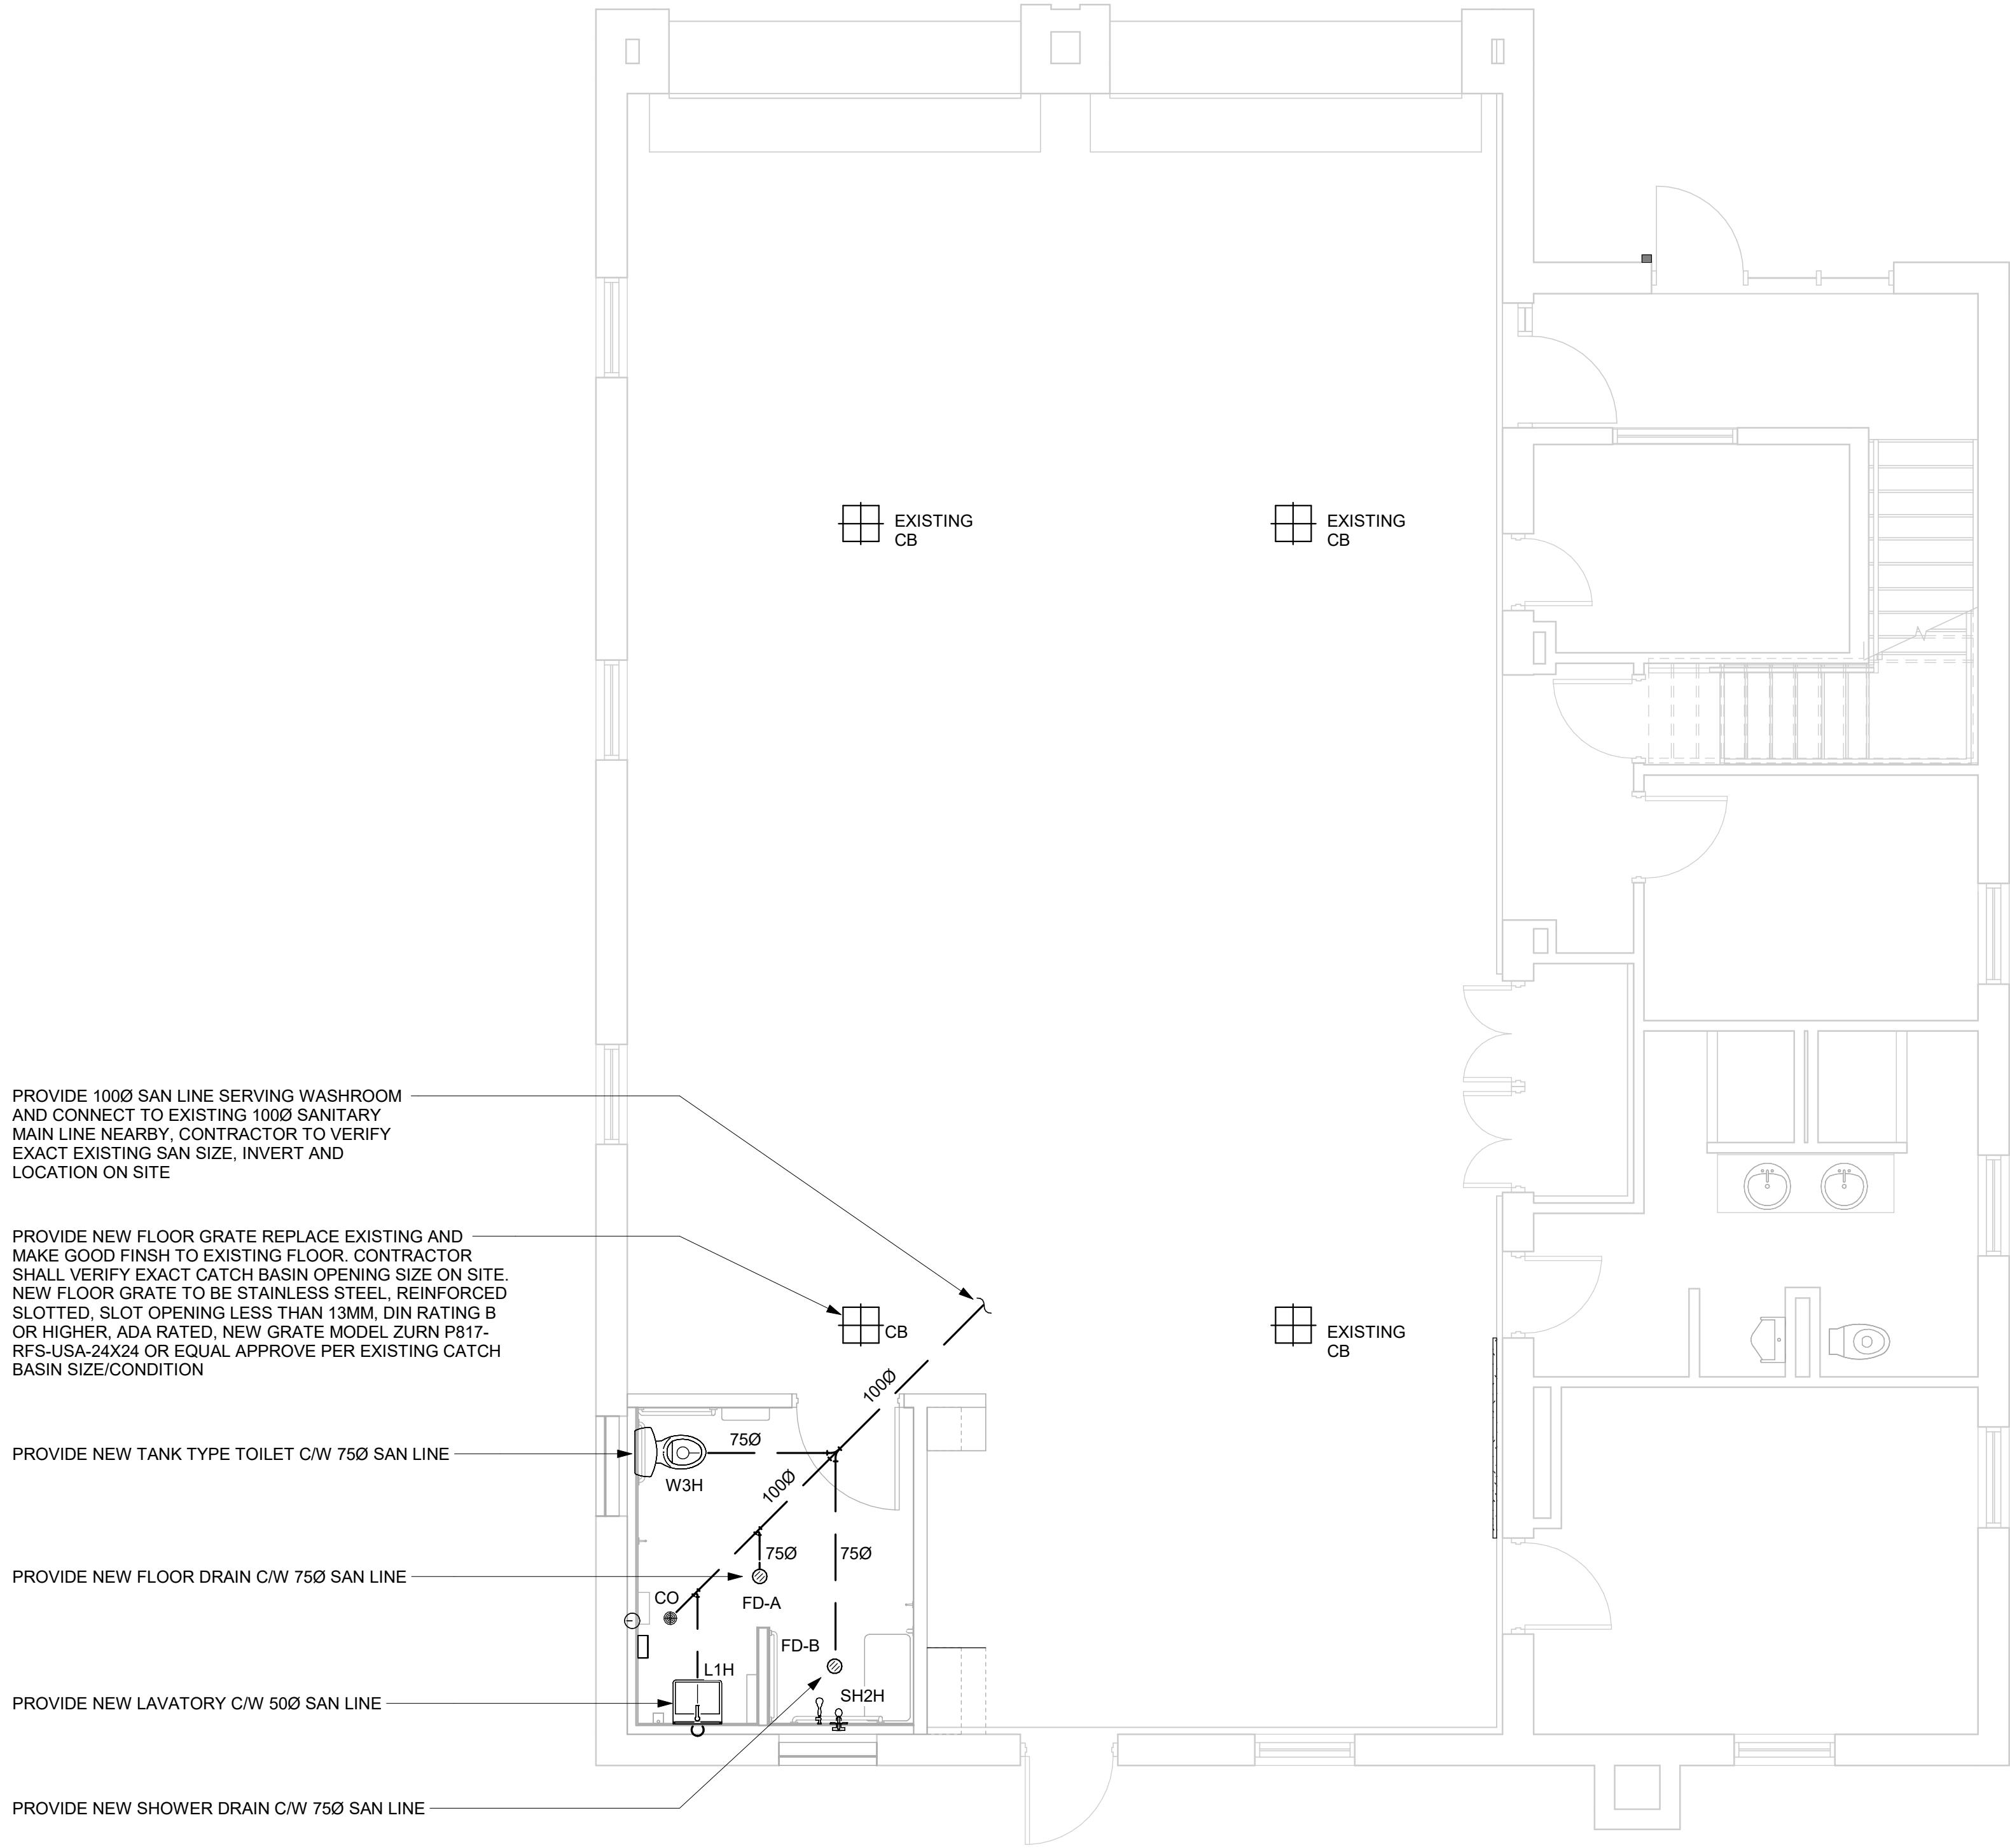 EXISTING
CB
EXISTING
CB
PROVIDE 100Ø SAN LINE SERVING WASHROOM
AND CONNECT TO EXISTING 100Ø SANITARY
MAIN LINE NEARBY, CONTRACTOR TO VERIFY
EXACT EXISTING SAN SIZE, INVERT AND
LOCATION ON SITE
PROVIDE NEW FLOOR GRATE REPLACE EXISTING AND
MAKE GOOD FINSH TO EXISTING FLOOR. CONTRACTOR
SHALL VERIFY EXACT CATCH BASIN OPENING SIZE ON SITE.
NEW FLOOR GRATE TO BE STAINLESS STEEL, REINFORCED
SLOTTED, SLOT OPENING LESS THAN 13MM, DIN RATING B
OR HIGHER, ADA RATED, NEW GRATE MODEL ZURN P817-
RFS-USA-24X24 OR EQUAL APPROVE PER EXISTING CATCH
BASIN SIZE/CONDITION
CB
EXISTING
CB
100Ø
PROVIDE NEW TANK TYPE TOILET C/W 75Ø SAN LINE
75Ø
W3H
100Ø
75Ø
75Ø
PROVIDE NEW FLOOR DRAIN C/W 75Ø SAN LINE
CO
FD-A
FD-B
L1H
SH2H
PROVIDE NEW LAVATORY C/W 50Ø SAN LINE
PROVIDE NEW SHOWER DRAIN C/W 75Ø SAN LINE